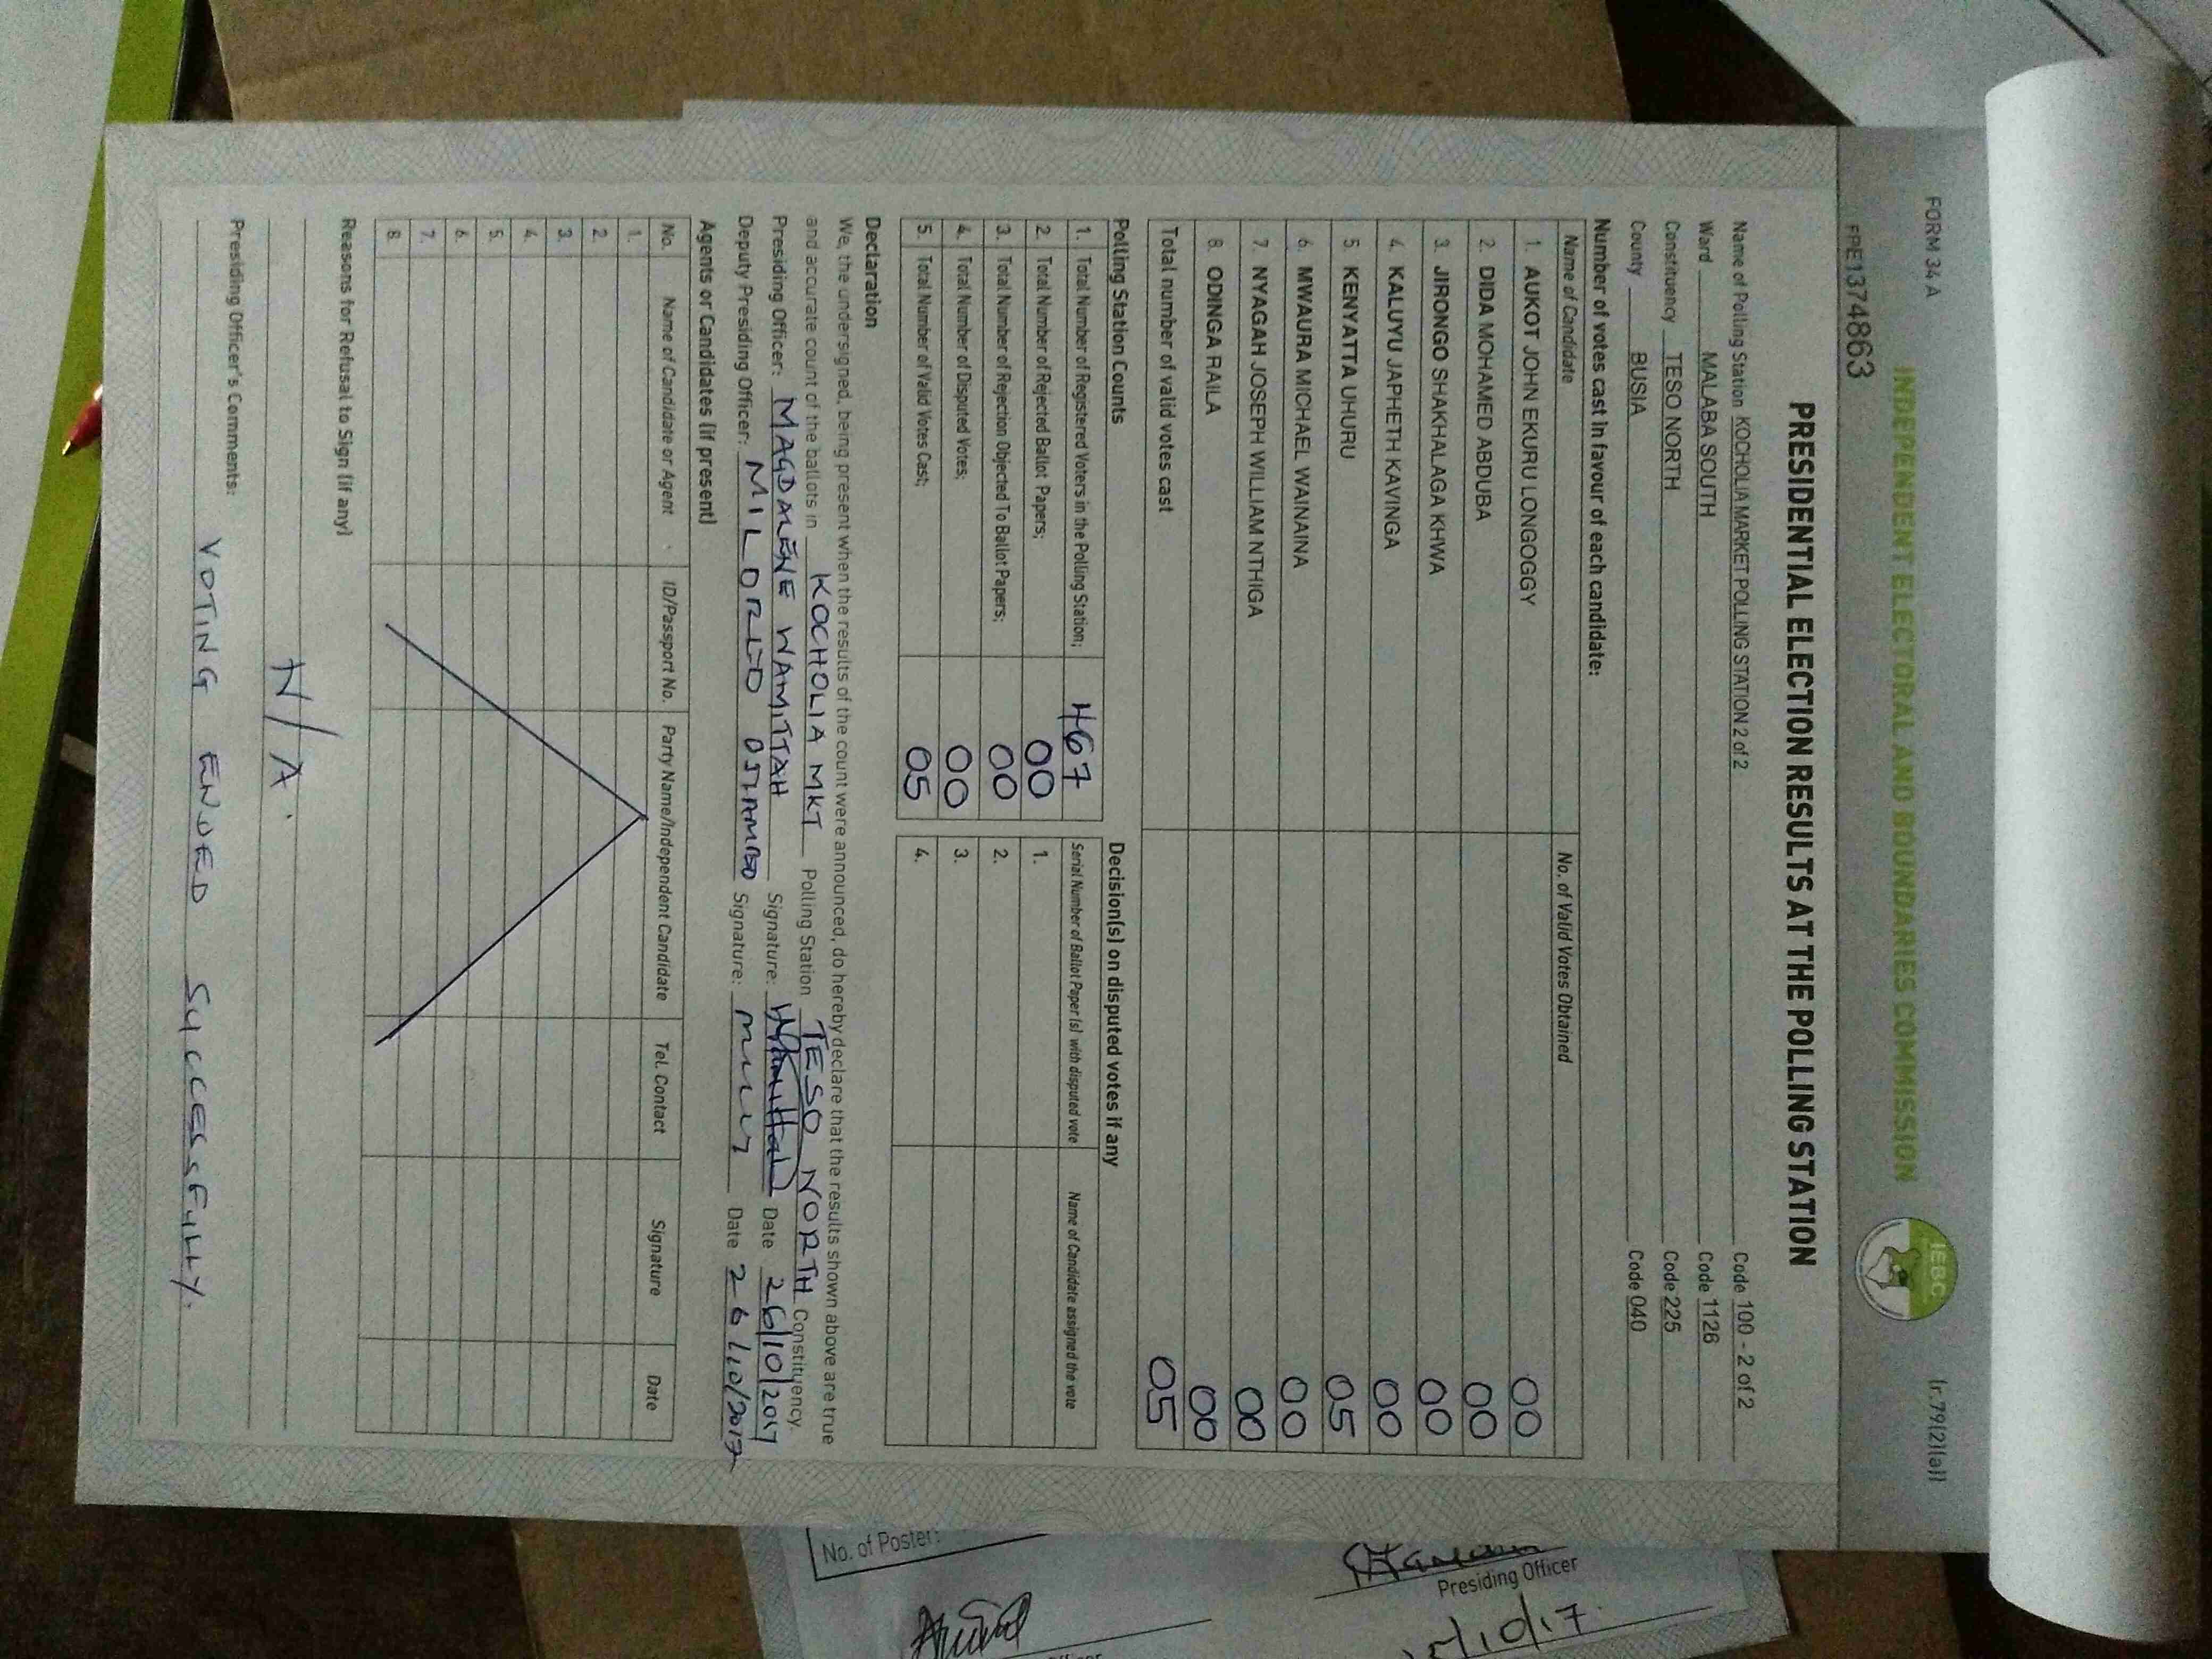 FORM 34 A
(r.79(2)(a))
INDEPENDENT ELECTORAL AND BOUNDARIES COMMISSION
IEBC
FPE1374863
PRESIDENTIAL ELECTION RESULTS AT THE POLLING STATION
Name of Polling Station KOCHOLIA MARKET POLLING STATION 2 of 2 Code 100 - 2 of 2
Ward MALABA SOUTH Code 1126
Constituency TESO NORTH Code 225
County BUSIA Code 040
Number of votes cast in favour of each candidate:
Name of Candidate No. of Valid Votes Obtained
1. AUKOT JOHN EKURU LONGOGGY 00
2. DIDA MOHAMED ABDUBA 00
3. JIRONGO SHAKHALAGA KHWA 00
4. KALUYU JAPHETH KAVINGA 00
5. KENYATTA UHURU 05
6. MWAURA MICHAEL WAINAINA 00
7. NYAGAH JOSEPH WILLIAM NTHIGA 00
8. ODINGA RAILA 00
Total number of valid votes cast 05
Polling Station Counts
1. Total Number of Registered Voters in the Polling Station; 467
2. Total Number of Rejected Ballot Papers; 00
3. Total Number of Rejection Objected To Ballot Papers; 00
4. Total Number of Disputed Votes; 00
5. Total Number of Valid Votes Cast; 05
Decision(s) on disputed votes if any
Serial Number of Ballot Paper (s) with disputed vote Name of Candidate assigned the vote
1.
2.
3.
4.
Declaration
We, the undersigned, being present when the results of the count were announced, do hereby declare that the results shown above are true
and accurate count of the ballots in KOCHOLIA MKT Polling Station TESO NORTH Constituency.
Presiding Officer: MAGDALENE WAMITTAH Signature: Date 26/10/2017
Deputy Presiding Officer: Signature: Date 26/10/2017
Agents or Candidates (if present)
No. Name of Candidate or Agent ID/Passport No. Party Name/Independent Candidate Tel. Contact Signature Date
1.
2.
3.
4.
5.
6.
7.
8.
Reasons for Refusal to Sign (if any)
N/A.
Presiding Officer's Comments:
VOTING ENDED SUCCESSFULLY.
No. of Poster:
Presiding Officer
/10/17.